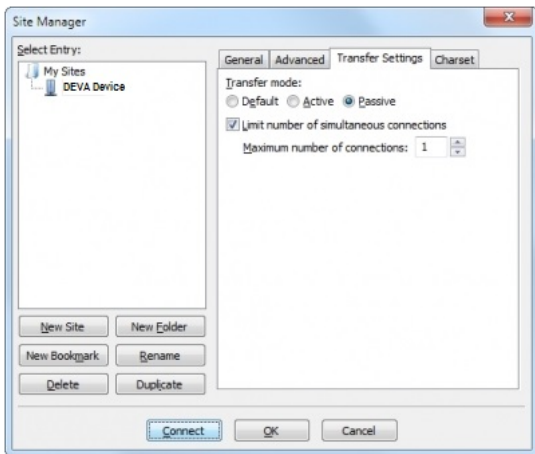 Site Manager
Select Entry:
My Sites
DEVA Device
New Site
New Folder
New Bookmark
Rename
Delete
Duplicate
General
Advanced
Transfer Settings
Charset
Transfer mode:
Default
Active
Passive
Limit number of simultaneous connections
Maximum number of connections: 1
Connect
OK
Cancel